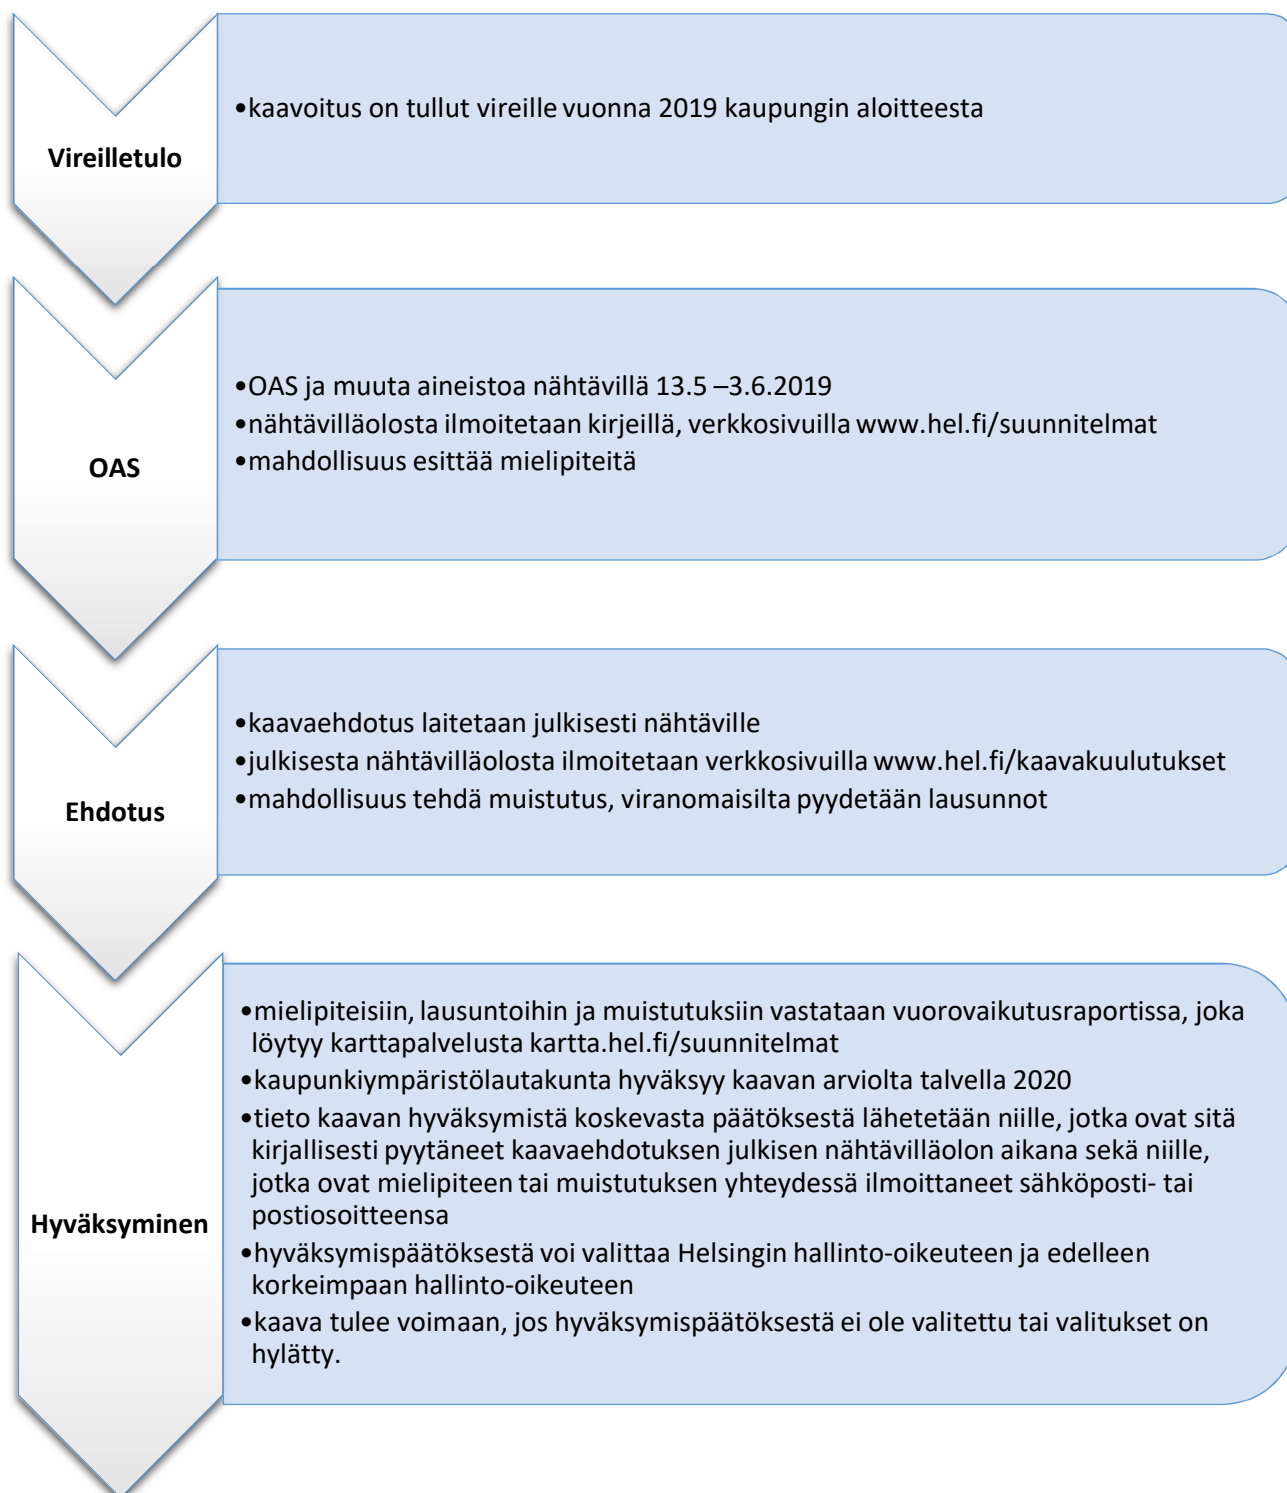 Vireilletulo
•kaavoitus on tullut vireille vuonna 2019 kaupungin aloitteesta
OAS
•OAS ja muuta aineistoa nähtävillä 13.5 –3.6.2019
•nähtävilläolosta ilmoitetaan kirjeillä, verkkosivuilla www.hel.fi/suunnitelmat
•mahdollisuus esittää mielipiteitä
Ehdotus
•kaavaehdotus laitetaan julkisesti nähtäville
•julkisesta nähtävilläolosta ilmoitetaan verkkosivuilla www.hel.fi/kaavakuulutukset
•mahdollisuus tehdä muistutus, viranomaisilta pyydetään lausunnot
Hyväksyminen
•mielipiteisiin, lausuntoihin ja muistutuksiin vastataan vuorovaikutusraportissa, joka
löytyy karttapalvelusta kartta.hel.fi/suunnitelmat
•kaupunkiympäristölautakunta hyväksyy kaavan arviolta talvella 2020
•tieto kaavan hyväksymistä koskevasta päätöksestä lähetetään niille, jotka ovat sitä
kirjallisesti pyytäneet kaavaehdotuksen julkisen nähtävilläolon aikana sekä niille,
jotka ovat mielipiteen tai muistutuksen yhteydessä ilmoittaneet sähköposti- tai
postiosoitteensa
•hyväksymispäätöksestä voi valittaa Helsingin hallinto-oikeuteen ja edelleen
korkeimpaan hallinto-oikeuteen
•kaava tulee voimaan, jos hyväksymispäätöksestä ei ole valitettu tai valitukset on
hylätty.